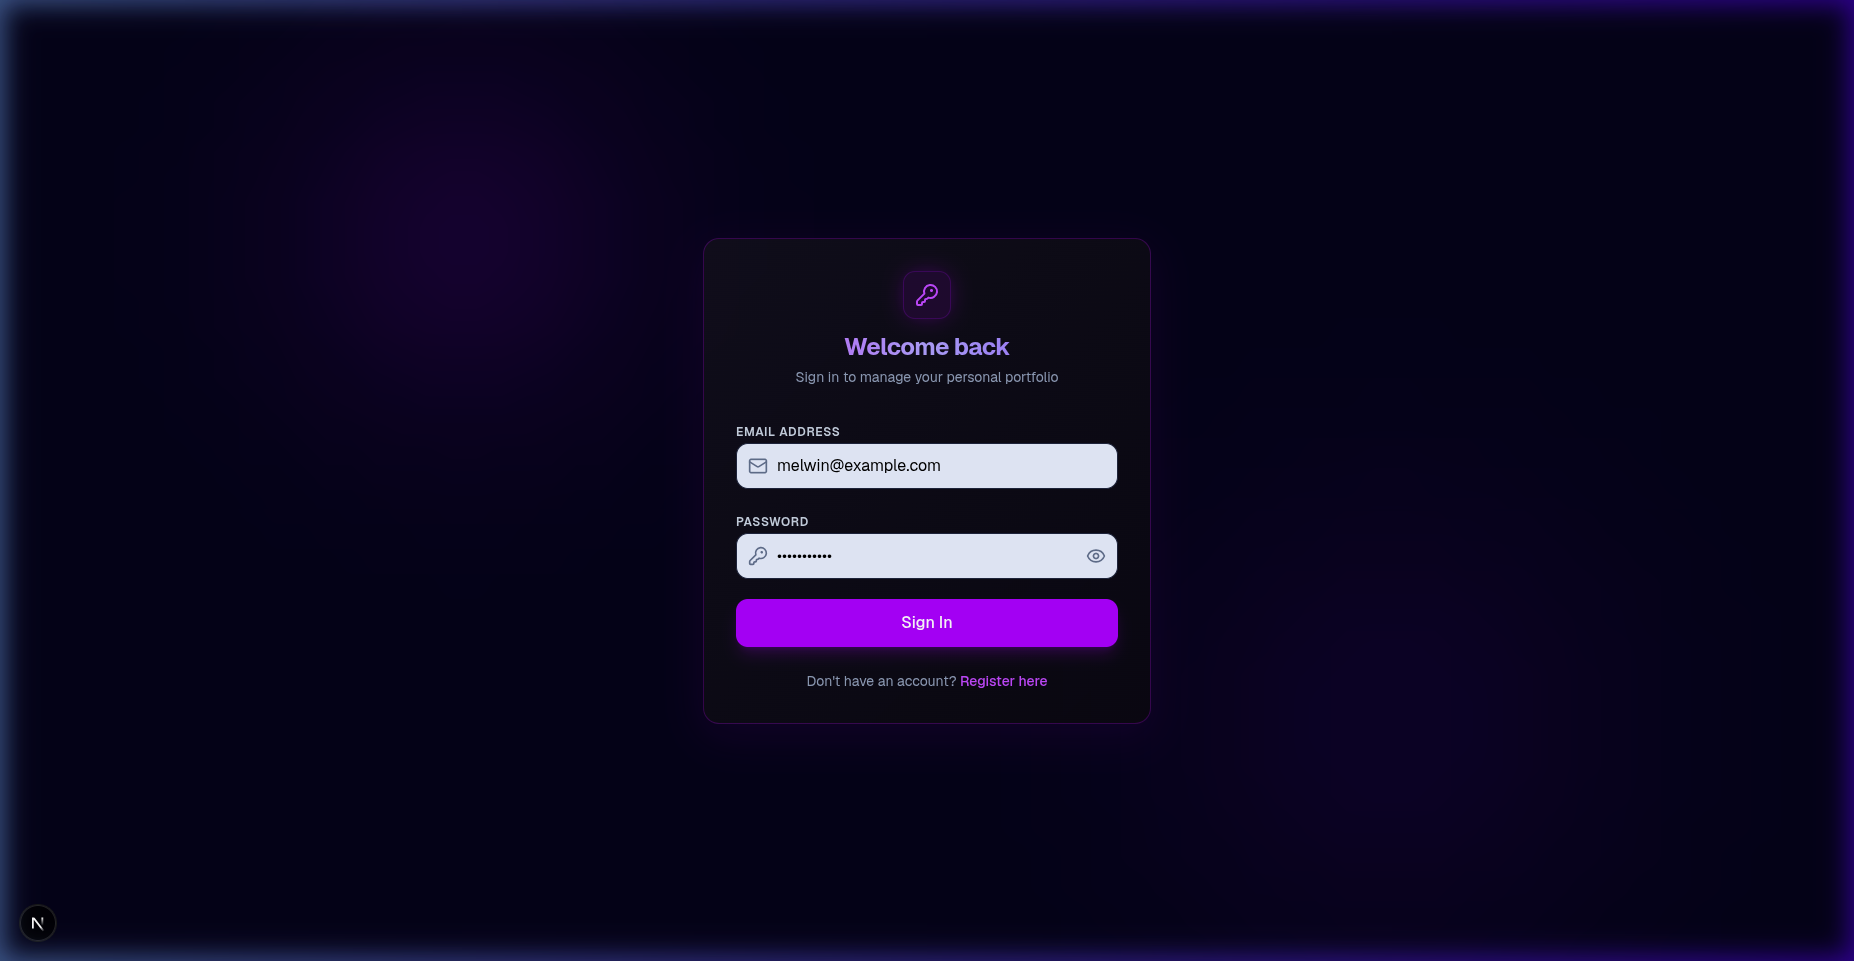 Welcome back
Sign in to manage your personal portfolio
EMAIL ADDRESS
melwin@example.com
PASSWORD
•••••••••••
Sign In
Don't have an account? Register here
N